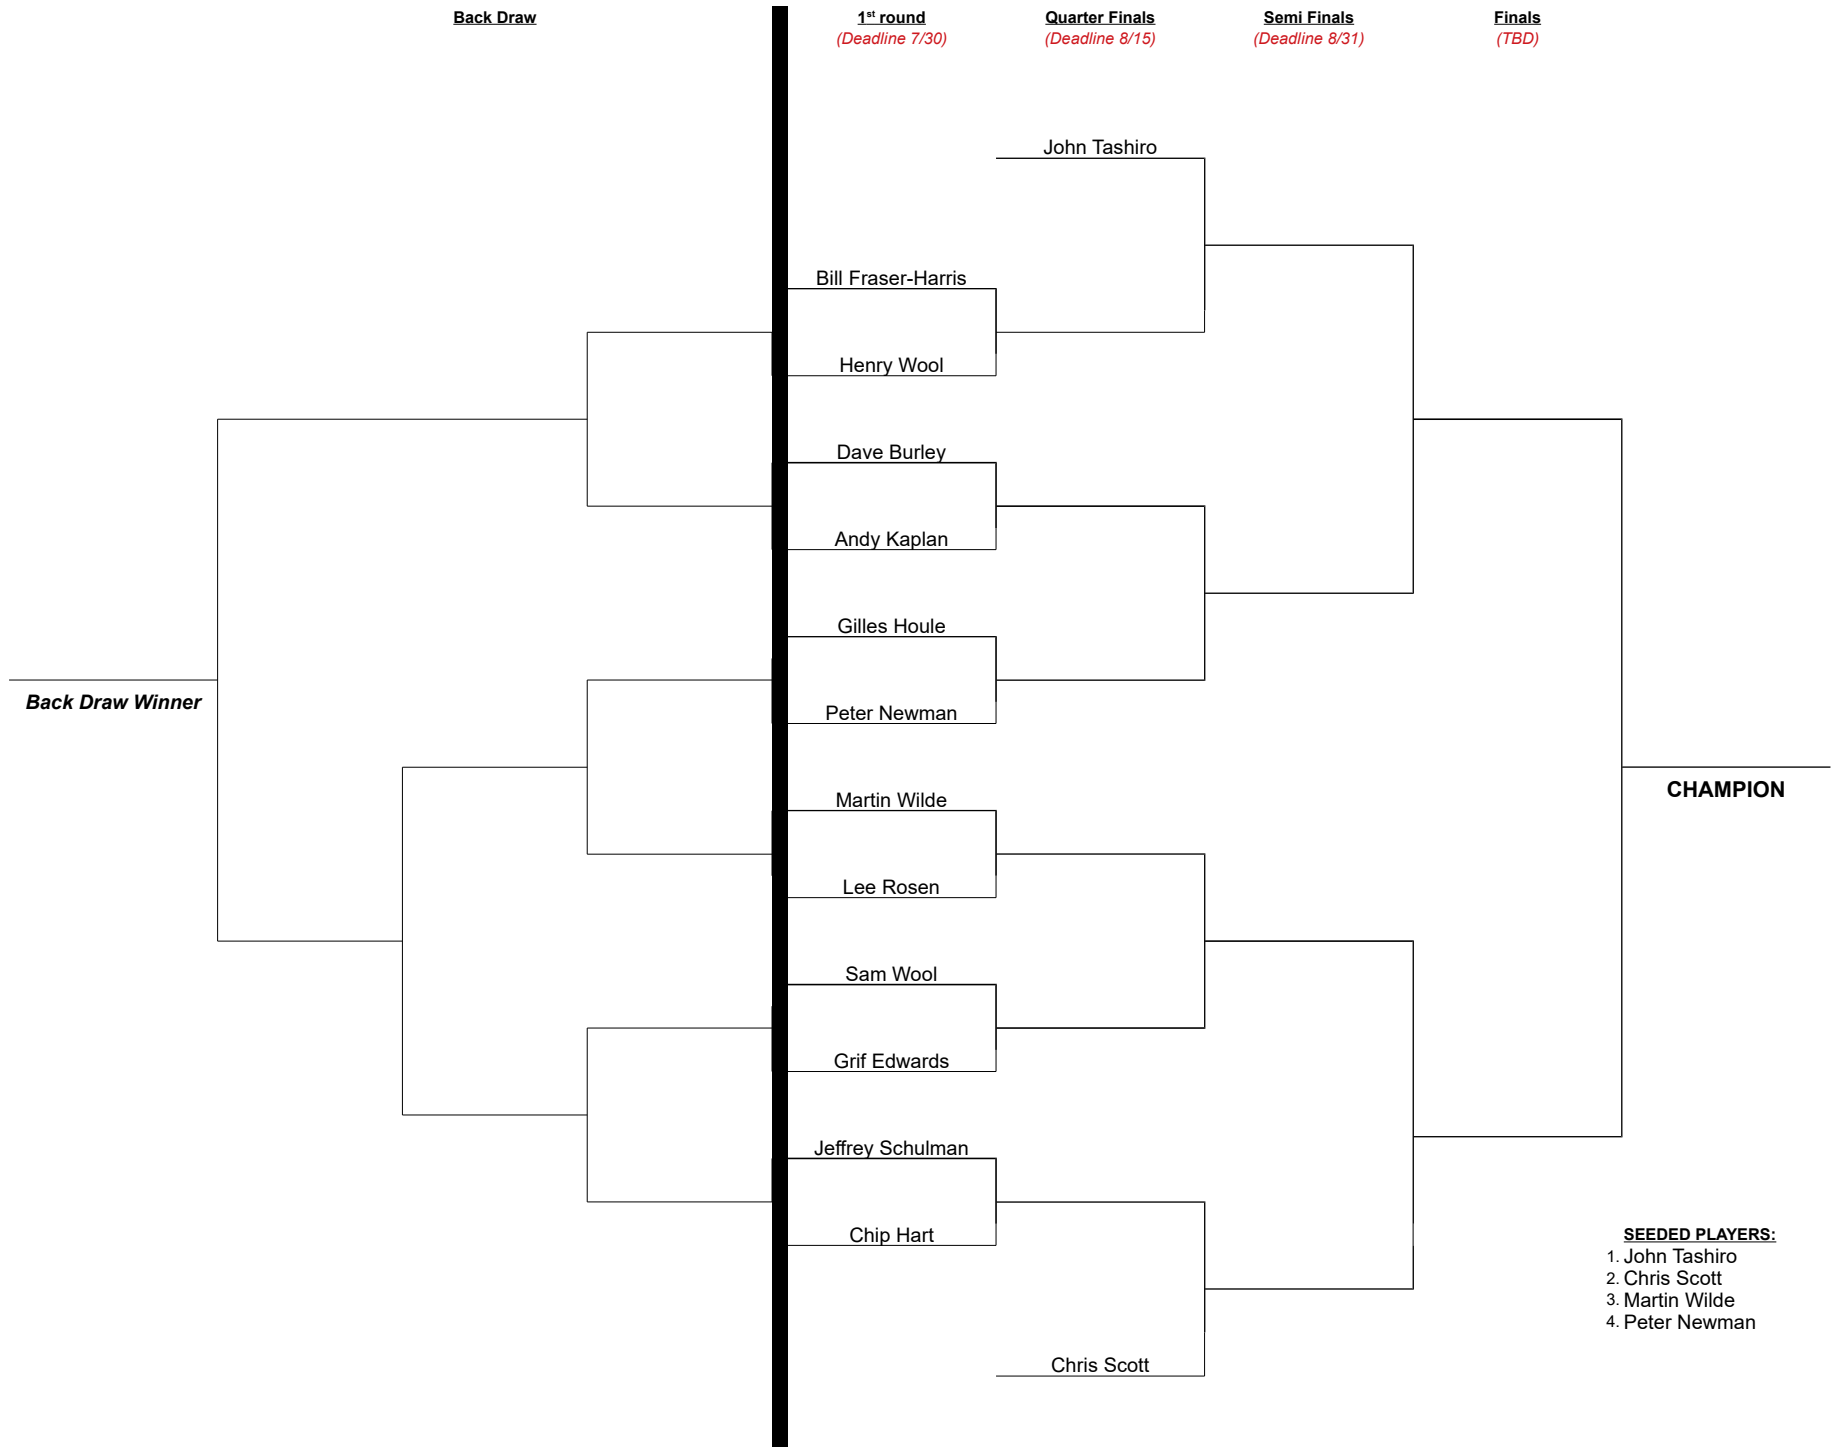 Back Draw
1st round
Quarter Finals
Semi Finals
Finals
(Deadline 7/30)
(Deadline 8/15)
(Deadline 8/31)
(TBD)
John Tashiro
Bill Fraser-Harris
Henry Wool
Dave Burley
Andy Kaplan
Gilles Houle
Back Draw Winner
Peter Newman
CHAMPION
Martin Wilde
Lee Rosen
Sam Wool
Grif Edwards
Jeffrey Schulman
Chip Hart
Chris Scott
SEEDED PLAYERS:
1. John Tashiro
2. Chris Scott
3. Martin Wilde
4. Peter Newman